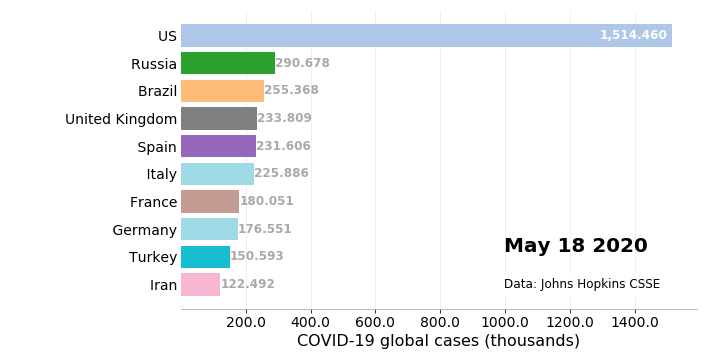 US 1,514.460
Russia 290.678
Brazil 255.368
United Kingdom 233.809
Spain 231.606
Italy 225.886
France 180.051
Germany 176.551
May 18 2020
Turkey 150.593
Iran 122.492
Data: Johns Hopkins CSSE
200.0 400.0 600.0 800.0 1000.0 1200.0 1400.0
COVID-19 global cases (thousands)